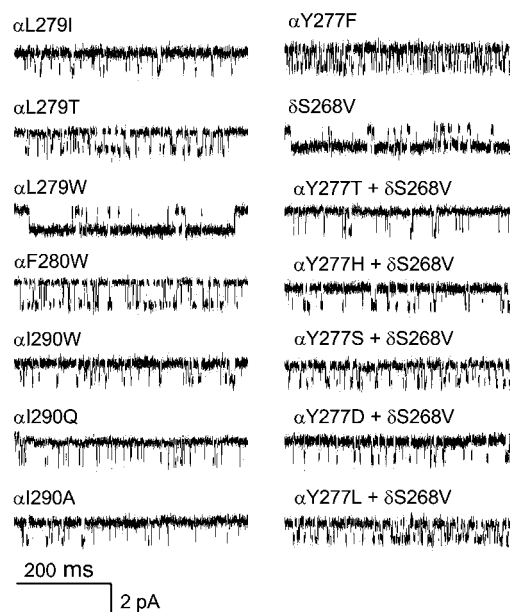 αL279I
αL279T
αL279W
αF280W
αI290W
αI290Q
αI290A
200 ms
2 pA
αY277F
δS268V
αY277T + δS268V
αY277H + δS268V
αY277S + δS268V
αY277D + δS268V
αY277L + δS268V